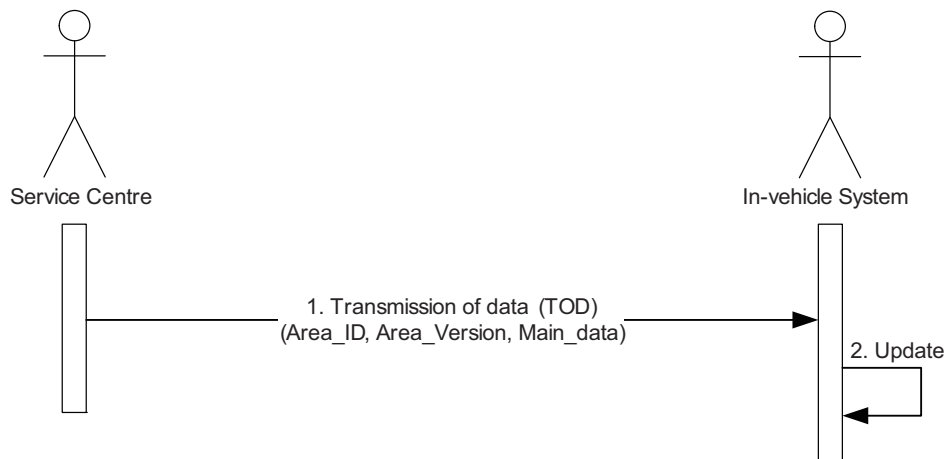 Service Centre
In-vehicle System
1. Transmission of data (TOD)
(Area_ID, Area_Version, Main_data)
2. Update